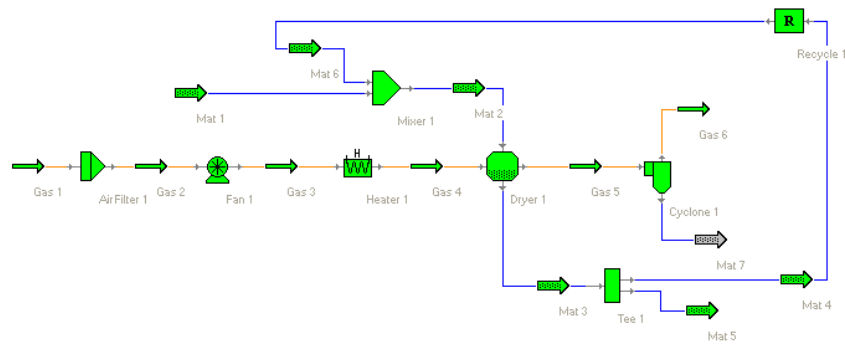 R
Recycle 1
Mat 6
Mat 1
Mixer 1
Mat 2
Gas 6
H
Gas 1
AirFilter 1
Gas 2
Fan 1
Gas 3
Heater 1
Gas 4
Dryer 1
Gas 5
Cyclone 1
Mat 7
Mat 3
Tee 1
Mat 4
Mat 5